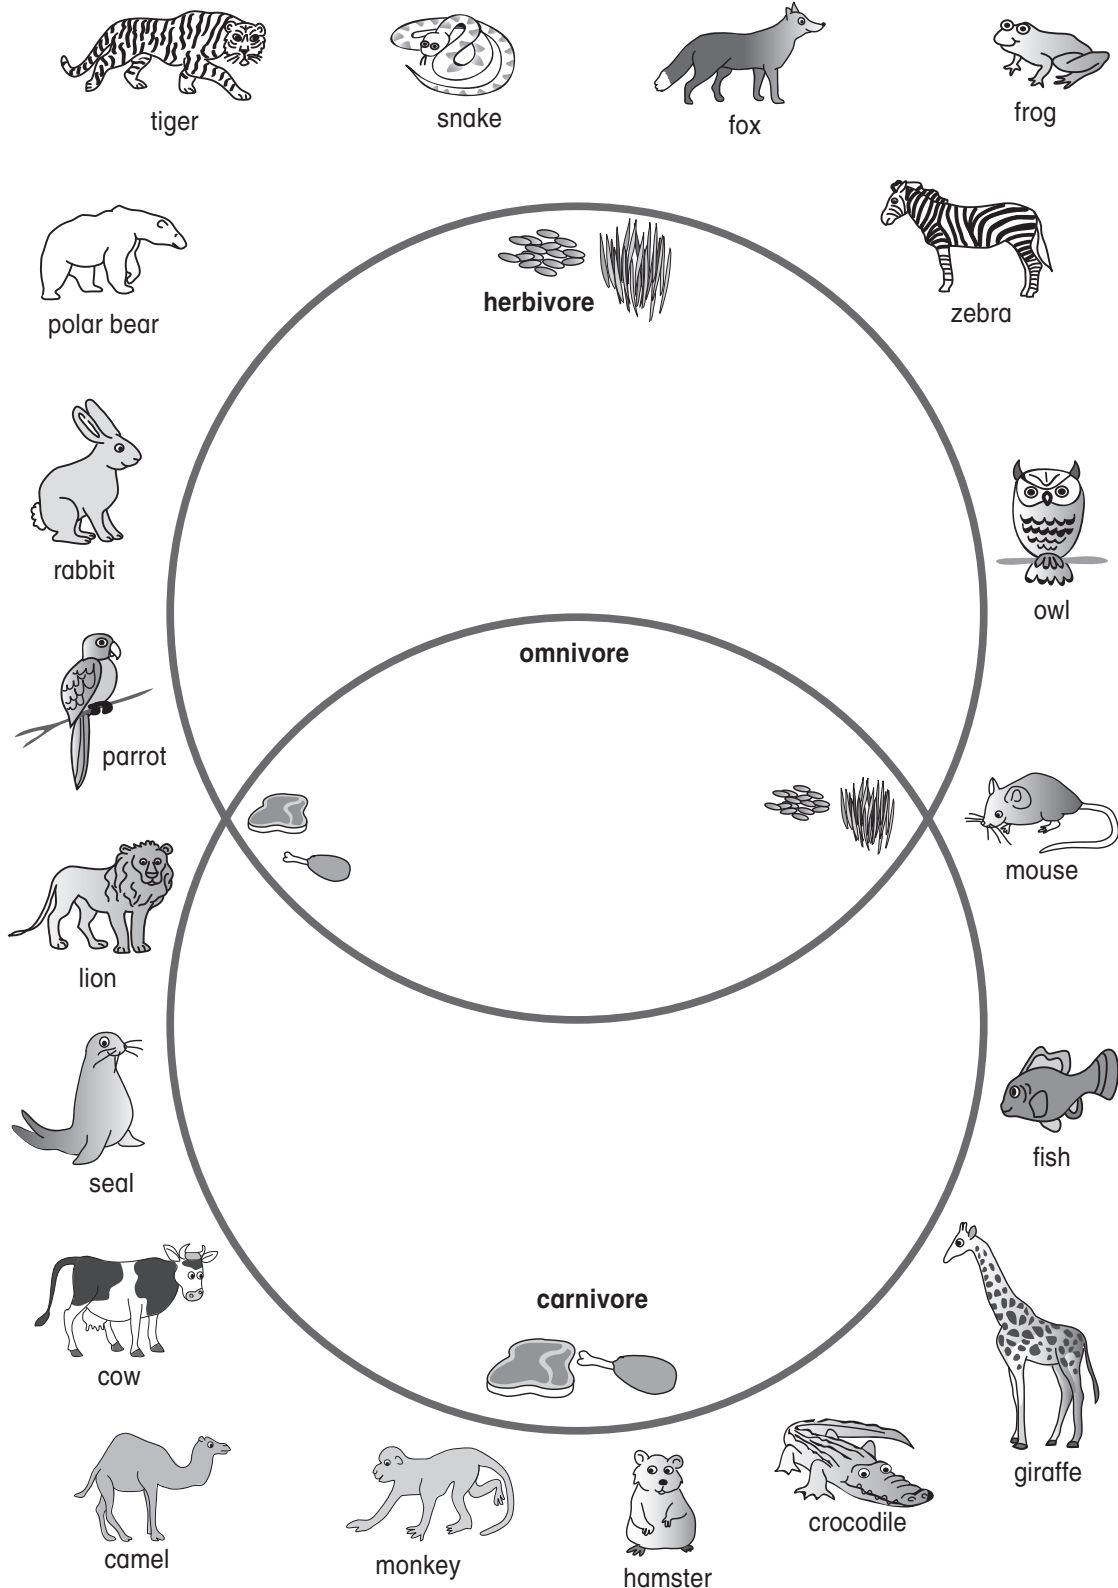 tiger
snake
fox
frog
polar bear
herbivore
zebra
rabbit
owl
omnivore
parrot
mouse
lion
seal
fish
carnivore
cow
giraffe
camel
monkey
hamster
crocodile